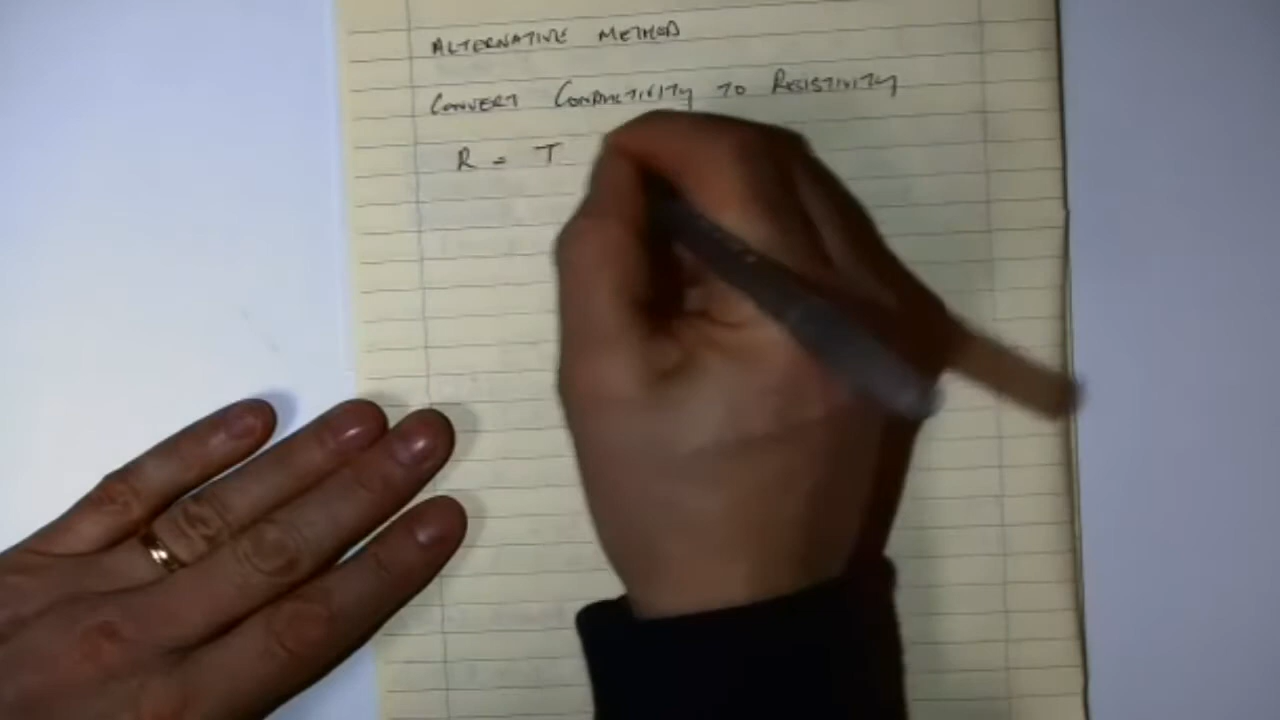 ALTERNATIVE METHOD
CONVERT CONDUCTIVITY TO RESISTIVITY
R = T